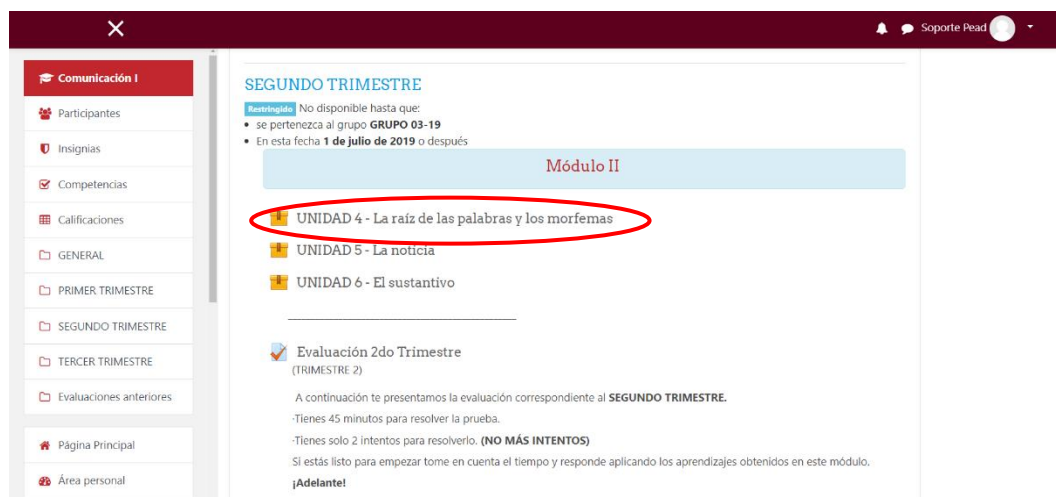 Soporte Pead
Comunicación I
Participantes
Insignias
Competencias
Calificaciones
GENERAL
PRIMER TRIMESTRE
SEGUNDO TRIMESTRE
TERCER TRIMESTRE
Evaluaciones anteriores
Página Principal
Área personal
SEGUNDO TRIMESTRE
Restringido No disponible hasta que:
• se pertenezca al grupo GRUPO 03-19
• En esta fecha 1 de julio de 2019 o después
Módulo II
UNIDAD 4 - La raíz de las palabras y los morfemas
UNIDAD 5 - La noticia
UNIDAD 6 - El sustantivo
Evaluación 2do Trimestre
(TRIMESTRE 2)
A continuación te presentamos la evaluación correspondiente al SEGUNDO TRIMESTRE.
·Tienes 45 minutos para resolver la prueba.
·Tienes solo 2 intentos para resolverlo. (NO MÁS INTENTOS)
Si estás listo para empezar tome en cuenta el tiempo y responde aplicando los aprendizajes obtenidos en este módulo.
¡Adelante!